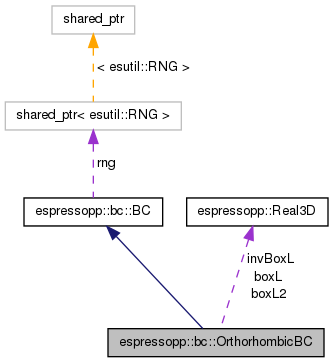 shared_ptr
< esutil::RNG >
shared_ptr< esutil::RNG >
rng
espressopp::bc::BC
espressopp::Real3D
invBoxL
boxL
boxL2
espressopp::bc::OrthorhombicBC